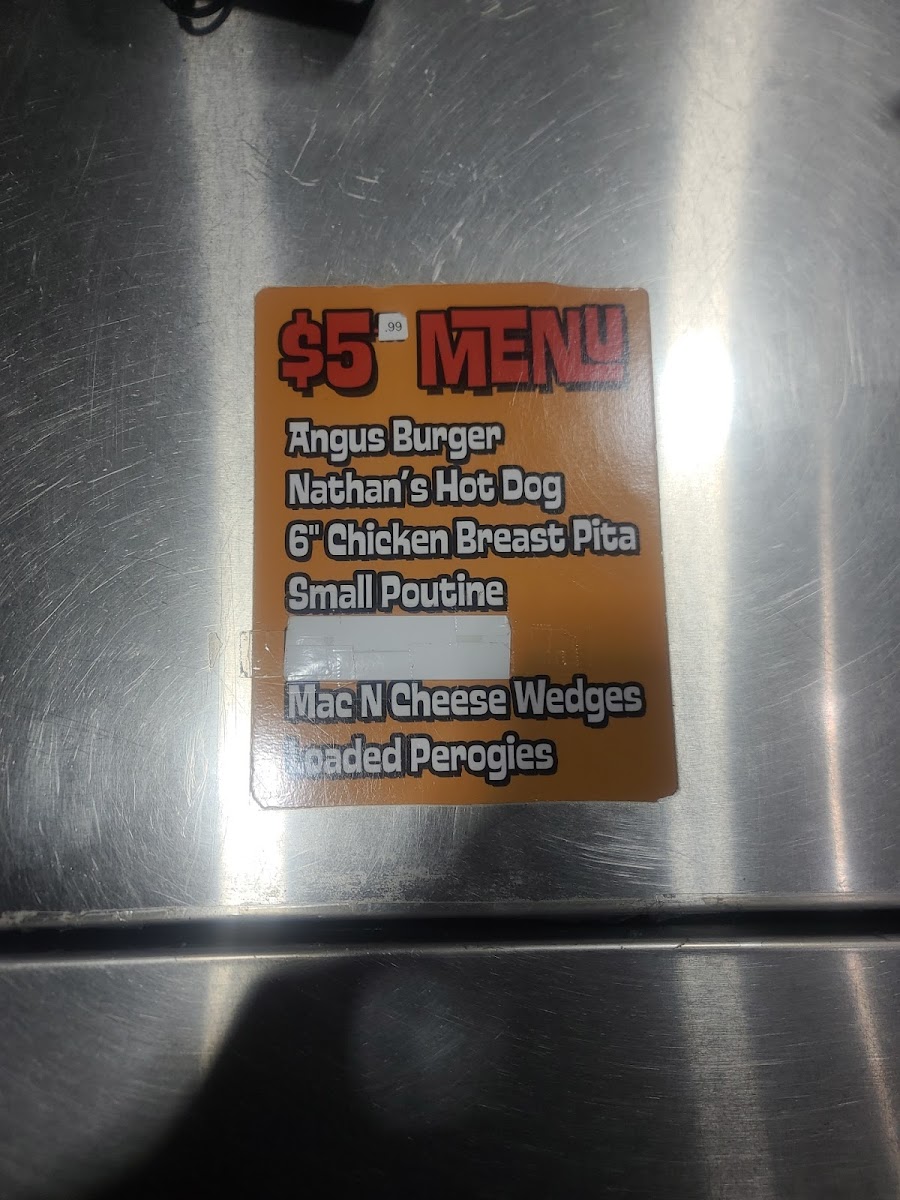 $5.99 MENU
Angus Burger
Nathan's Hot Dog
6" Chicken Breast Pita
Small Poutine
Mac N Cheese Wedges
Loaded Perogies